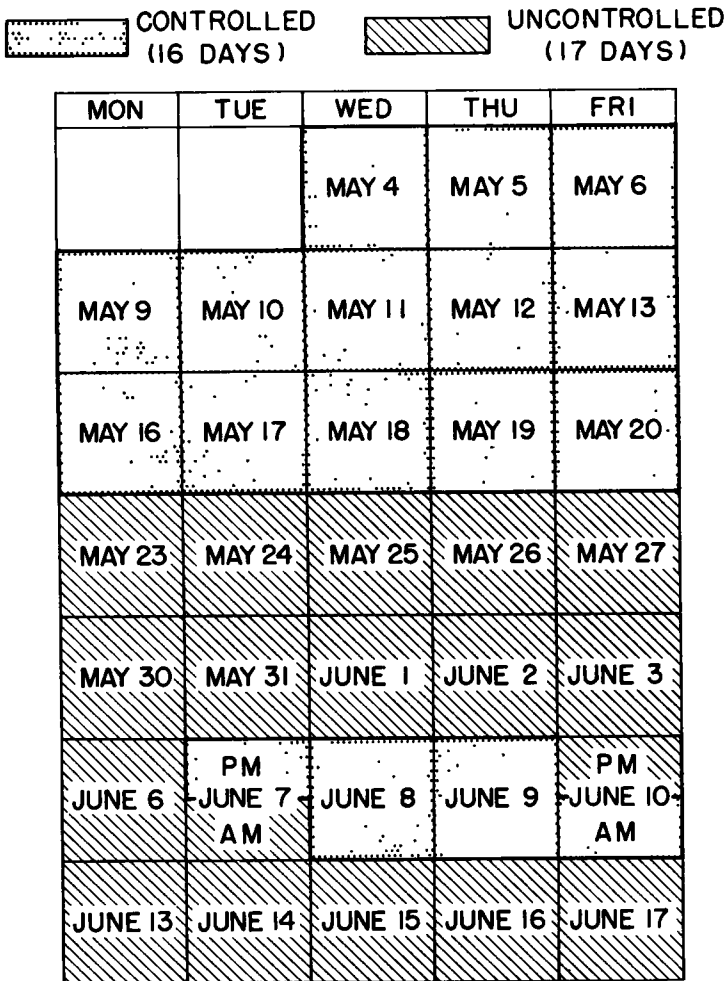 CONTROLLED
(16 DAYS)
UNCONTROLLED
(17 DAYS)
MON TUE WED THU FRI
MAY 4 MAY 5 MAY 6
MAY 9 MAY 10 MAY 11 MAY 12 MAY 13
MAY 16 MAY 17 MAY 18 MAY 19 MAY 20
MAY 23 MAY 24 MAY 25 MAY 26 MAY 27
MAY 30 MAY 31 JUNE 1 JUNE 2 JUNE 3
PM PM
JUNE 6 JUNE 7 JUNE 8 JUNE 9 JUNE 10
AM AM
JUNE 13 JUNE 14 JUNE 15 JUNE 16 JUNE 17